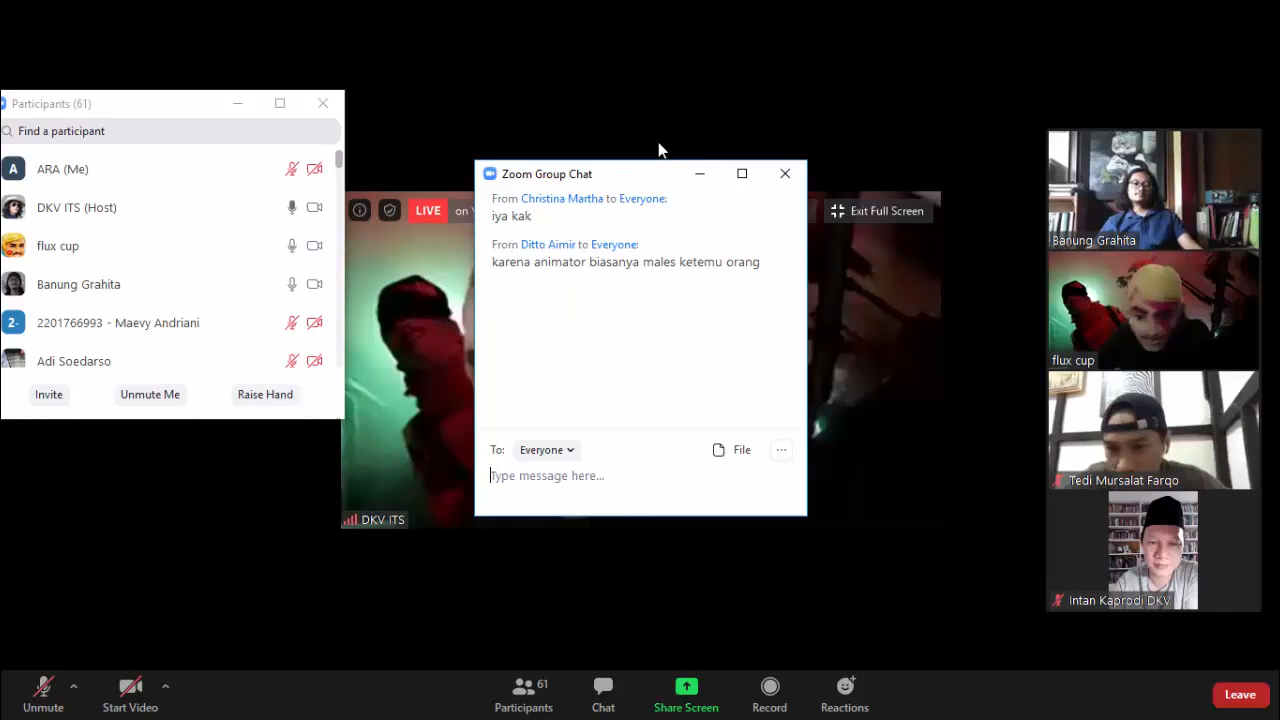 Participants (61)
Find a participant
A
ARA (Me)
DKV ITS (Host)
flux cup
Banung Grahita
2-
2201766993 - Maevy Andriani
Adi Soedarso
Invite
Unmute Me
Raise Hand
LIVE
on
Exit Full Screen
DKV ITS
Zoom Group Chat
From Christina Martha to Everyone:
iya kak
From Ditto Aimir to Everyone:
karena animator biasanya males ketemu orang
To:
Everyone
File
Type message here...
Banung Grahita
flux cup
Tedi Mursalat Farqo
Intan Kaprodi DKV
Unmute
Start Video
61
Participants
Chat
Share Screen
Record
Reactions
Leave